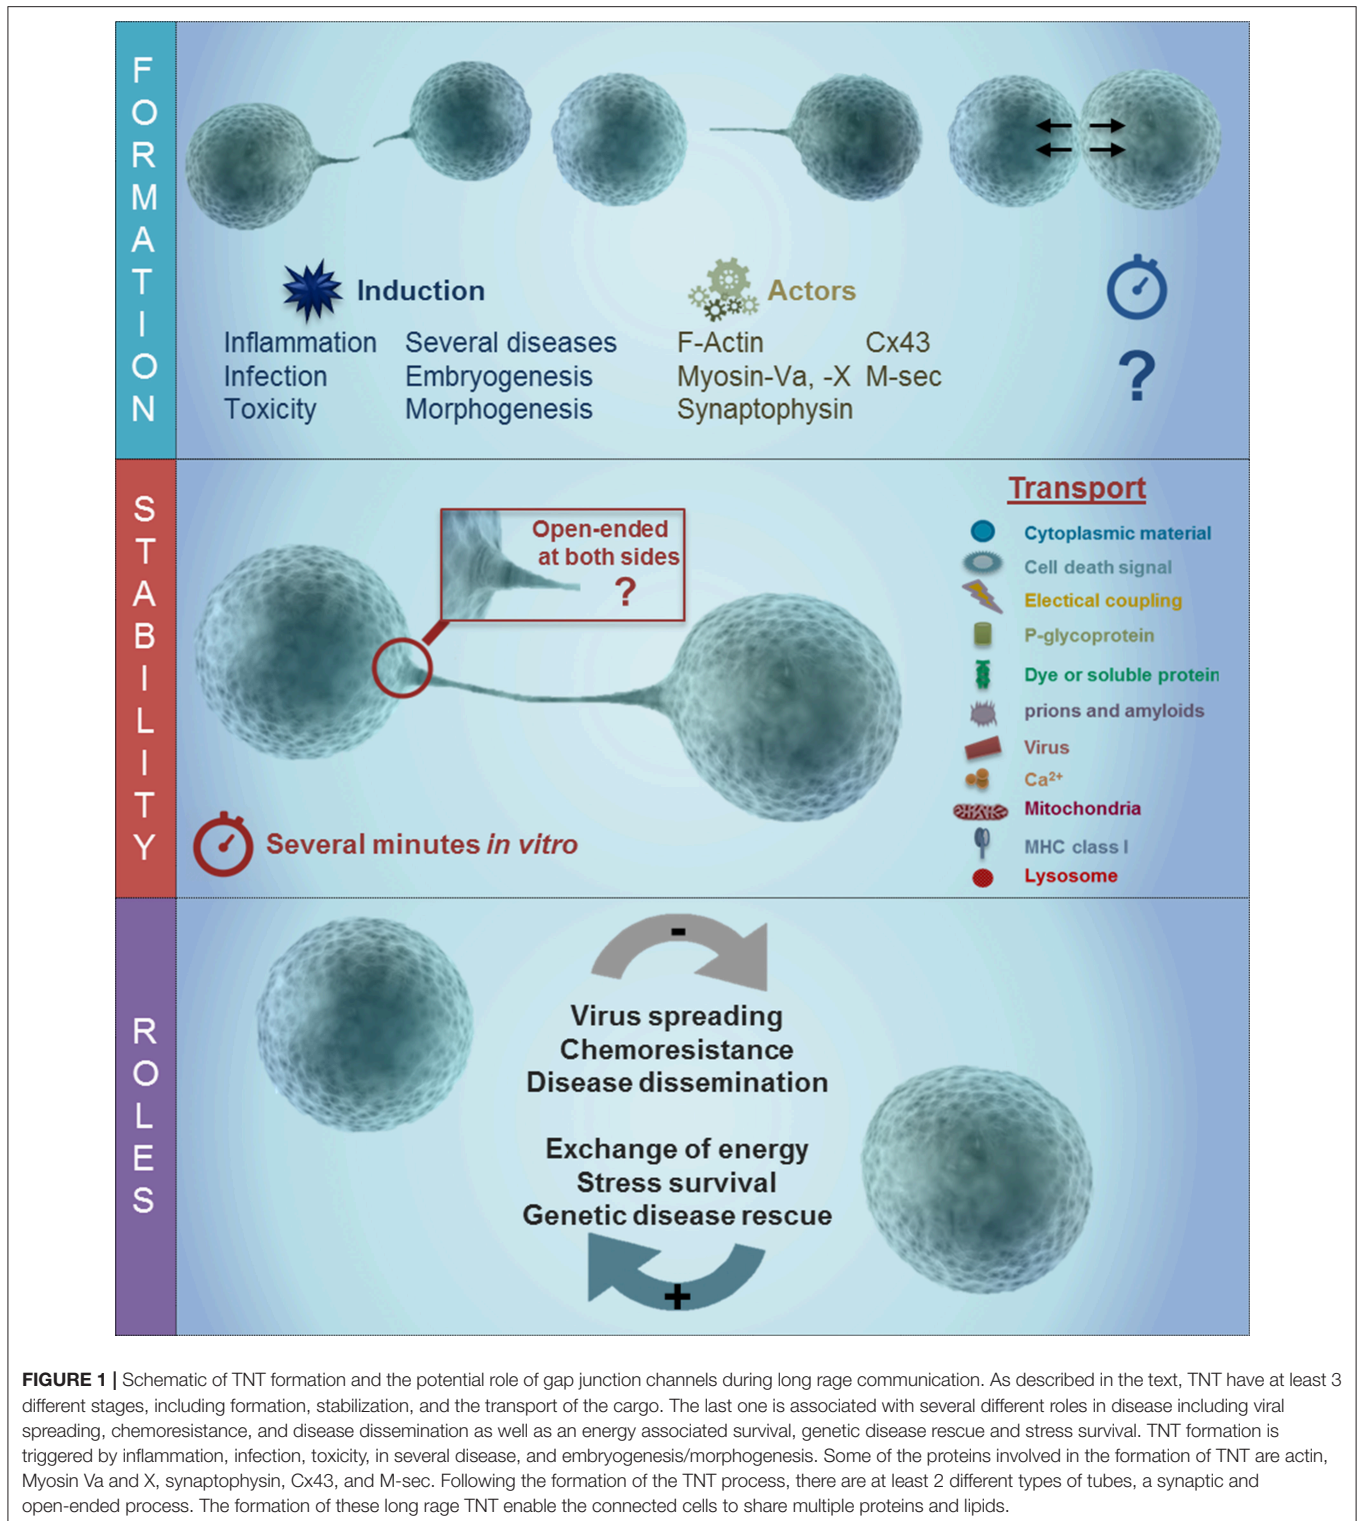 FORMATION
Induction
Inflammation Several diseases
Infection Embryogenesis
Toxicity Morphogenesis
Actors
F-Actin Cx43
Myosin-Va, -X M-sec
Synaptophysin
?
STABILITY
Open-ended
at both sides
?
Several minutes in vitro
Transport
Cytoplasmic material
Cell death signal
Electical coupling
P-glycoprotein
Dye or soluble protein
prions and amyloids
Virus
Ca²⁺
Mitochondria
MHC class I
Lysosome
ROLES
-
Virus spreading
Chemoresistance
Disease dissemination
Exchange of energy
Stress survival
Genetic disease rescue
+
FIGURE 1 | Schematic of TNT formation and the potential role of gap junction channels during long rage communication. As described in the text, TNT have at least 3
different stages, including formation, stabilization, and the transport of the cargo. The last one is associated with several different roles in disease including viral
spreading, chemoresistance, and disease dissemination as well as an energy associated survival, genetic disease rescue and stress survival. TNT formation is
triggered by inflammation, infection, toxicity, in several disease, and embryogenesis/morphogenesis. Some of the proteins involved in the formation of TNT are actin,
Myosin Va and X, synaptophysin, Cx43, and M-sec. Following the formation of the TNT process, there are at least 2 different types of tubes, a synaptic and
open-ended process. The formation of these long rage TNT enable the connected cells to share multiple proteins and lipids.